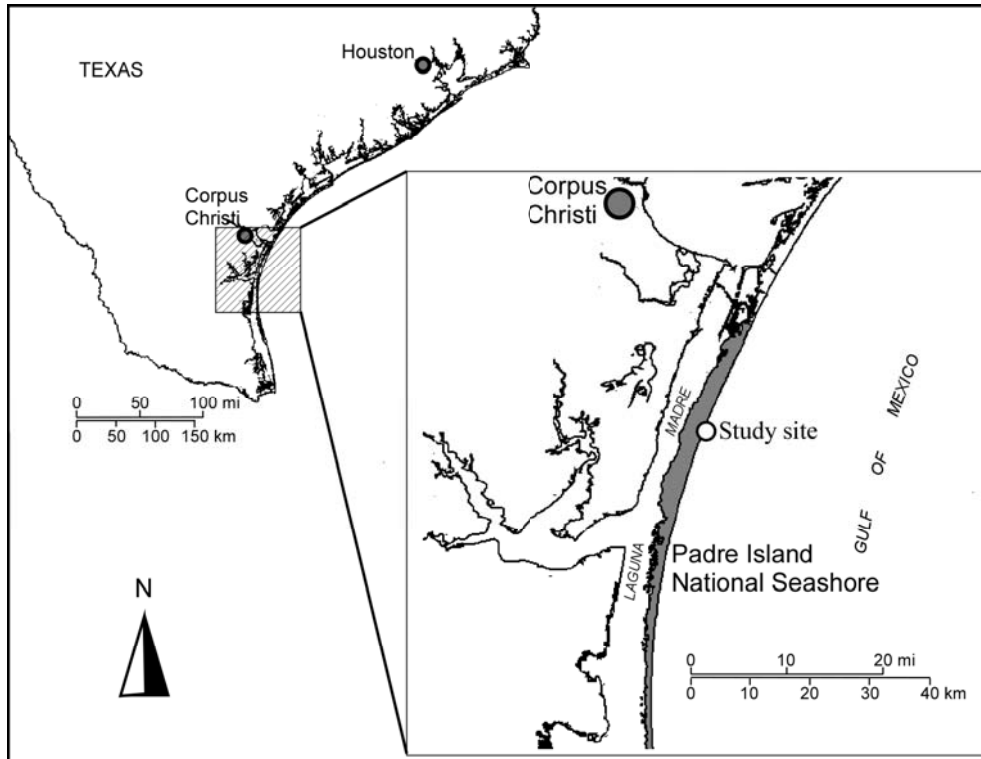 TEXAS
Houston
Corpus
Christi
0 50 100 mi
0 50 100 150 km
N
Corpus
Christi
MADRE
LAGUNA
Study site
GULF OF MEXICO
Padre Island
National Seashore
0 10 20 mi
0 10 20 30 40 km